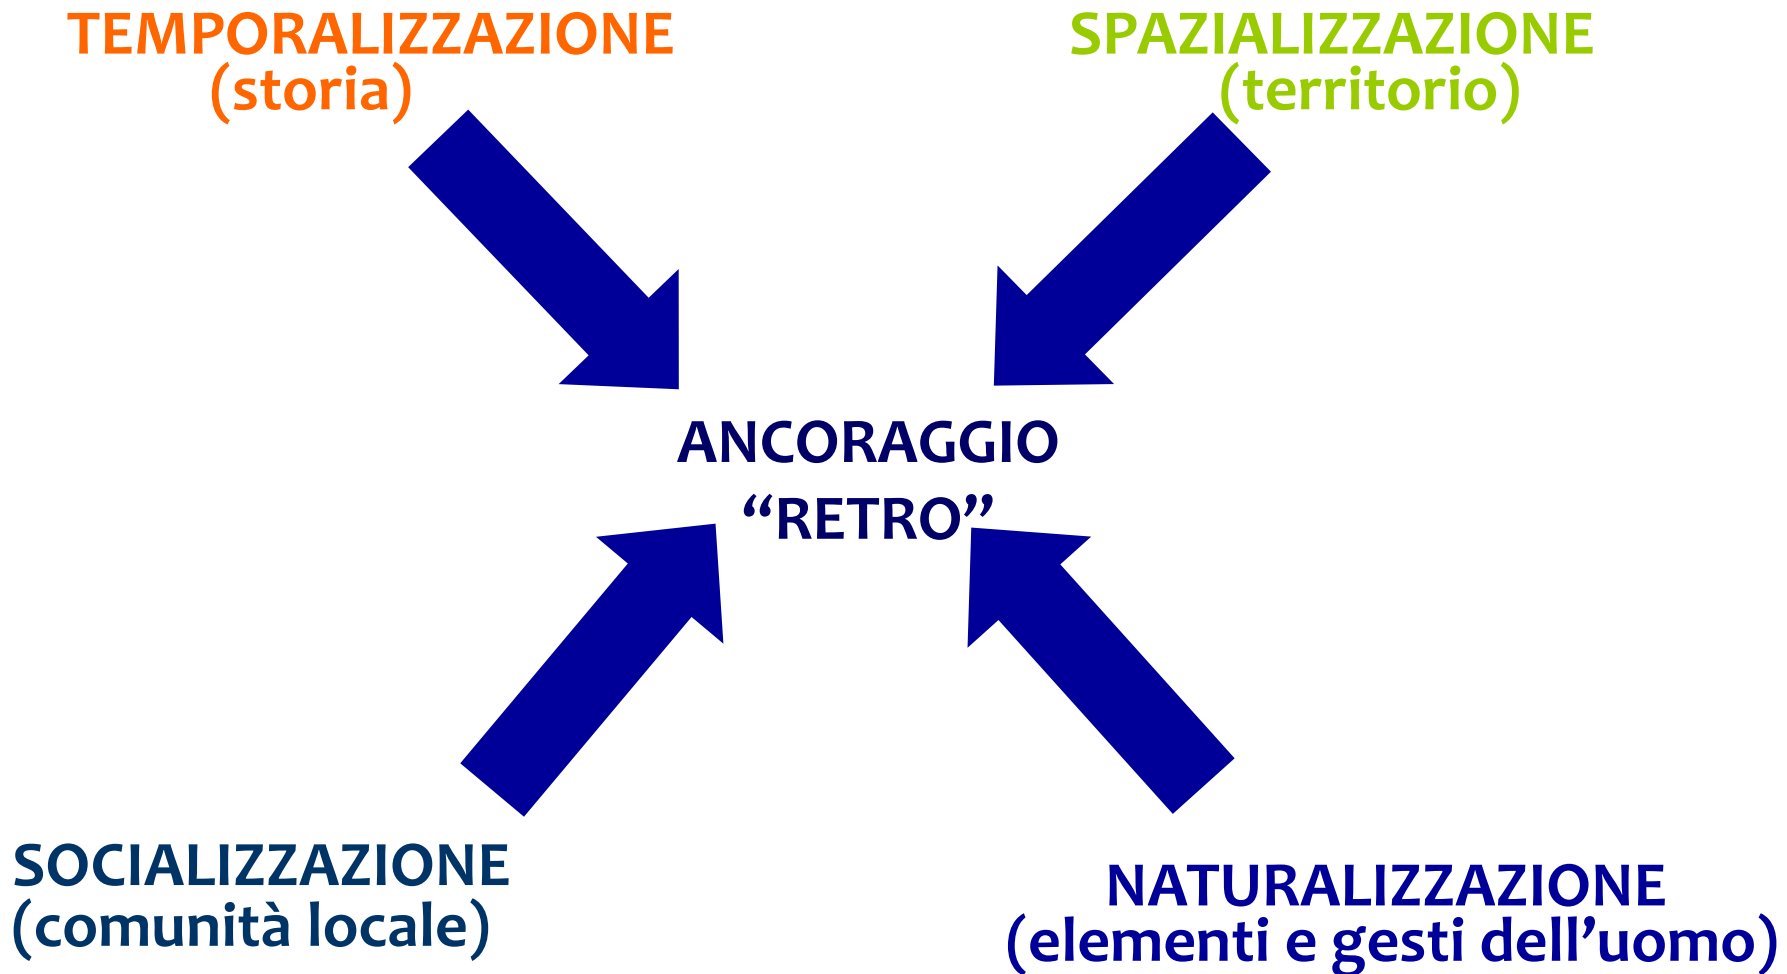 TEMPORALIZZAZIONE
(storia)
SPAZIALIZZAZIONE
(territorio)
ANCORAGGIO
“RETRO”
SOCIALIZZAZIONE
(comunità locale)
NATURALIZZAZIONE
(elementi e gesti dell’uomo)